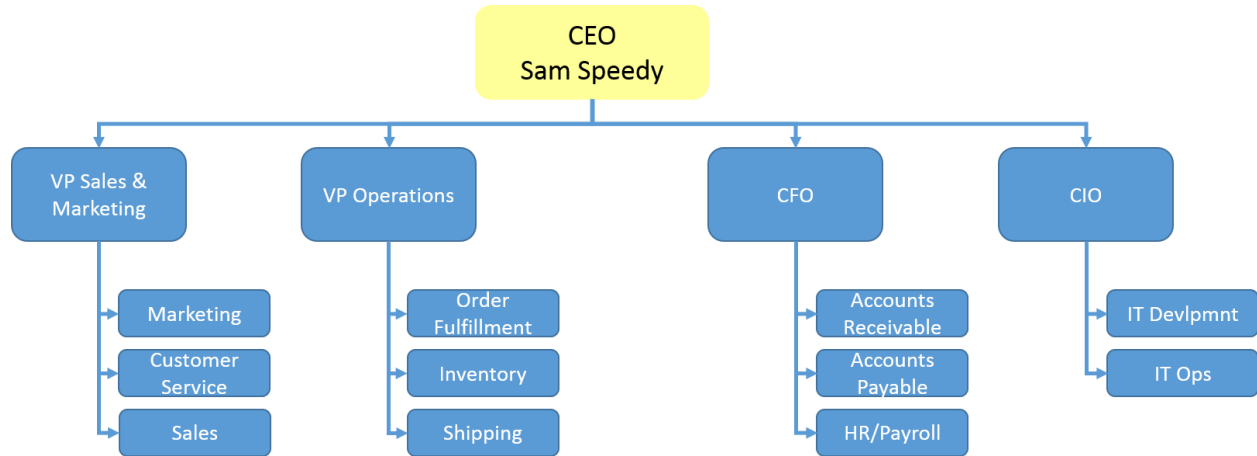 CEO
Sam Speedy
VP Sales &
Marketing
VP Operations
CFO
CIO
Marketing
Customer
Service
Sales
Order
Fulfillment
Inventory
Shipping
Accounts
Receivable
Accounts
Payable
HR/Payroll
IT Devlpmnt
IT Ops